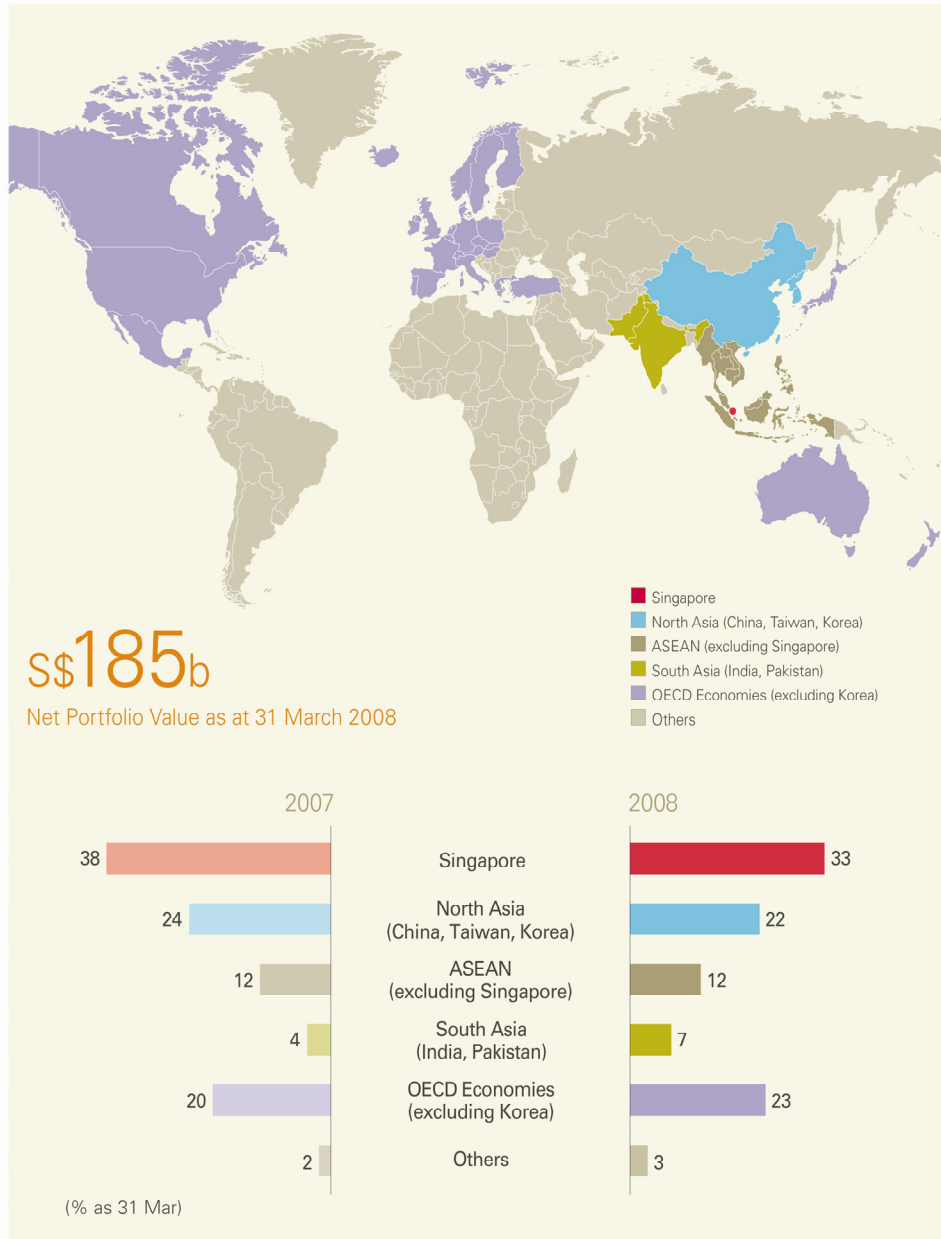 Singapore
North Asia (China, Taiwan, Korea)
ASEAN (excluding Singapore)
South Asia (India, Pakistan)
OECD Economies (excluding Korea)
Others
S$185b
Net Portfolio Value as at 31 March 2008
2007
2008
38
Singapore
33
24
North Asia
(China, Taiwan, Korea)
22
12
ASEAN
(excluding Singapore)
12
4
South Asia
(India, Pakistan)
7
20
OECD Economies
(excluding Korea)
23
2
Others
3
(% as 31 Mar)